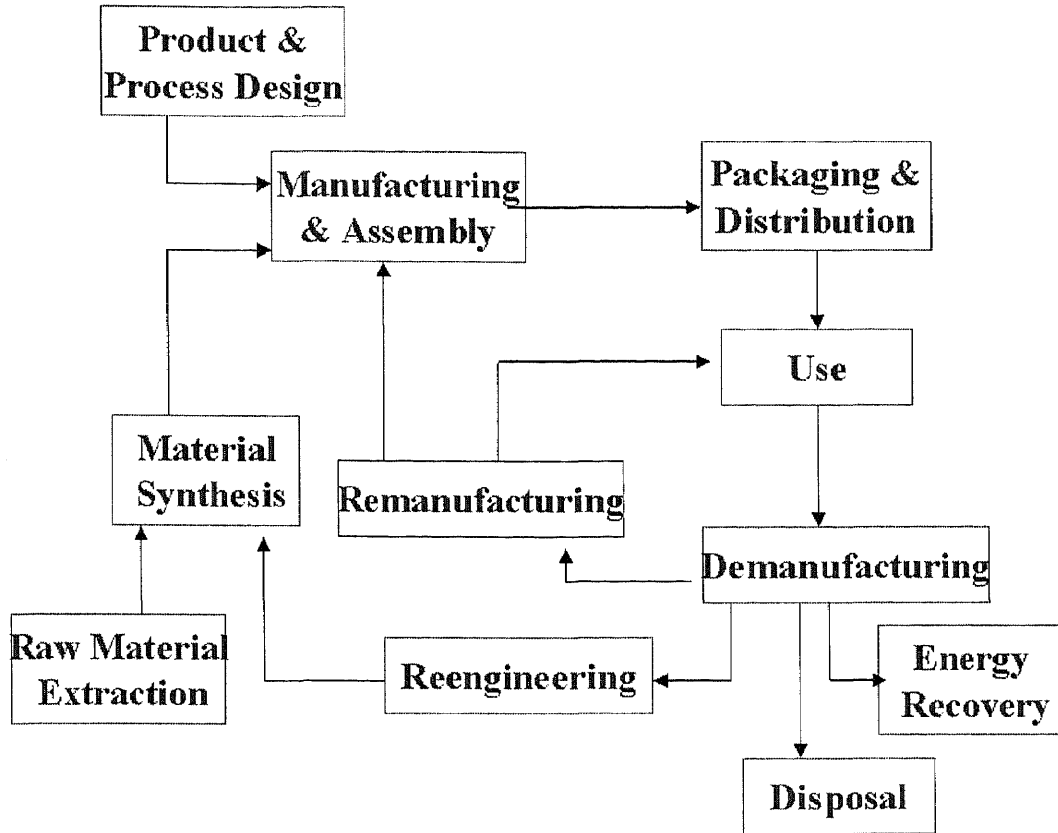 Product &
Process Design
Manufacturing
& Assembly
Packaging &
Distribution
Use
Material
Synthesis
Remanufacturing
Demanufacturing
Raw Material
Extraction
Reengineering
Energy
Recovery
Disposal